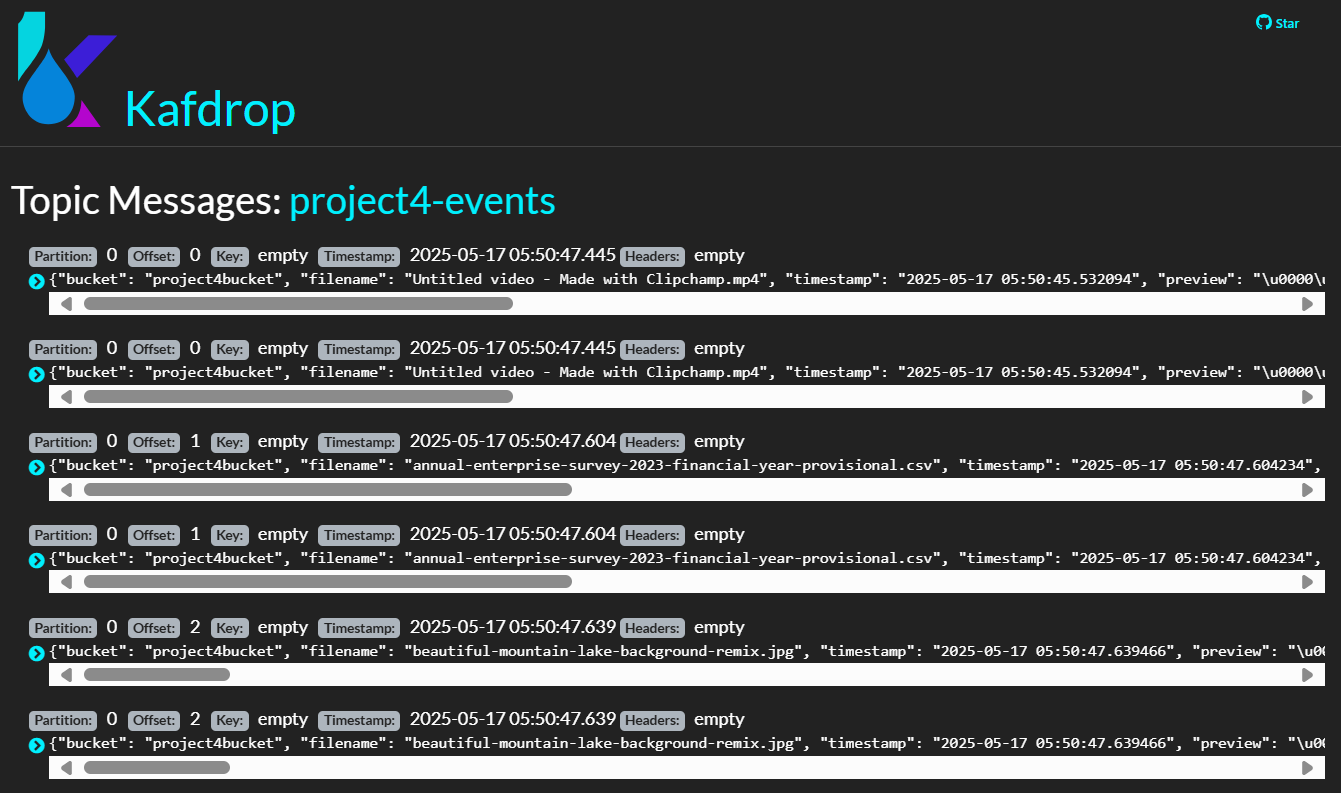 Star
Kafdrop
Topic Messages: project4-events
Partition: 0 Offset: 0 Key: empty Timestamp: 2025-05-17 05:50:47.445 Headers: empty
{"bucket": "project4bucket", "filename": "Untitled video - Made with Clipchamp.mp4", "timestamp": "2025-05-17 05:50:45.532094", "preview": "\u0000\u
Partition: 0 Offset: 0 Key: empty Timestamp: 2025-05-17 05:50:47.445 Headers: empty
{"bucket": "project4bucket", "filename": "Untitled video - Made with Clipchamp.mp4", "timestamp": "2025-05-17 05:50:45.532094", "preview": "\u0000\u
Partition: 0 Offset: 1 Key: empty Timestamp: 2025-05-17 05:50:47.604 Headers: empty
{"bucket": "project4bucket", "filename": "annual-enterprise-survey-2023-financial-year-provisional.csv", "timestamp": "2025-05-17 05:50:47.604234",
Partition: 0 Offset: 1 Key: empty Timestamp: 2025-05-17 05:50:47.604 Headers: empty
{"bucket": "project4bucket", "filename": "annual-enterprise-survey-2023-financial-year-provisional.csv", "timestamp": "2025-05-17 05:50:47.604234",
Partition: 0 Offset: 2 Key: empty Timestamp: 2025-05-17 05:50:47.639 Headers: empty
{"bucket": "project4bucket", "filename": "beautiful-mountain-lake-background-remix.jpg", "timestamp": "2025-05-17 05:50:47.639466", "preview": "\u00
Partition: 0 Offset: 2 Key: empty Timestamp: 2025-05-17 05:50:47.639 Headers: empty
{"bucket": "project4bucket", "filename": "beautiful-mountain-lake-background-remix.jpg", "timestamp": "2025-05-17 05:50:47.639466", "preview": "\u00